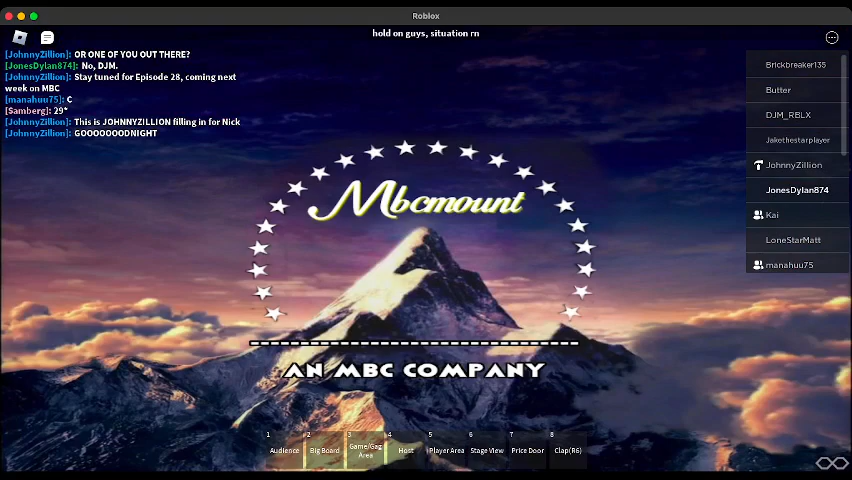 Roblox
hold on guys, situation rn
[JohnnyZillion]: OR ONE OF YOU OUT THERE?
[JonesDylan874]: No, DJM.
[JohnnyZillion]: Stay tuned for Episode 28, coming next
week on MBC
[manahuu75]: C
[$amberg]: 29*
[JohnnyZillion]: This is JOHNNYZILLION filling in for Nick
[JohnnyZillion]: GOOOOOOODNIGHT
Brickbreaker135
Butter
DJM_RBLX
Jakethestarplayer
JohnnyZillion
JonesDylan874
Kai
LoneStarMatt
manahuu75
Mbcmount
AN MBC COMPANY
1 2 3 4 5 6 7 8
Audience Big Board Game/Gag Area Host Player Area Stage View Price Door Clap(R6)